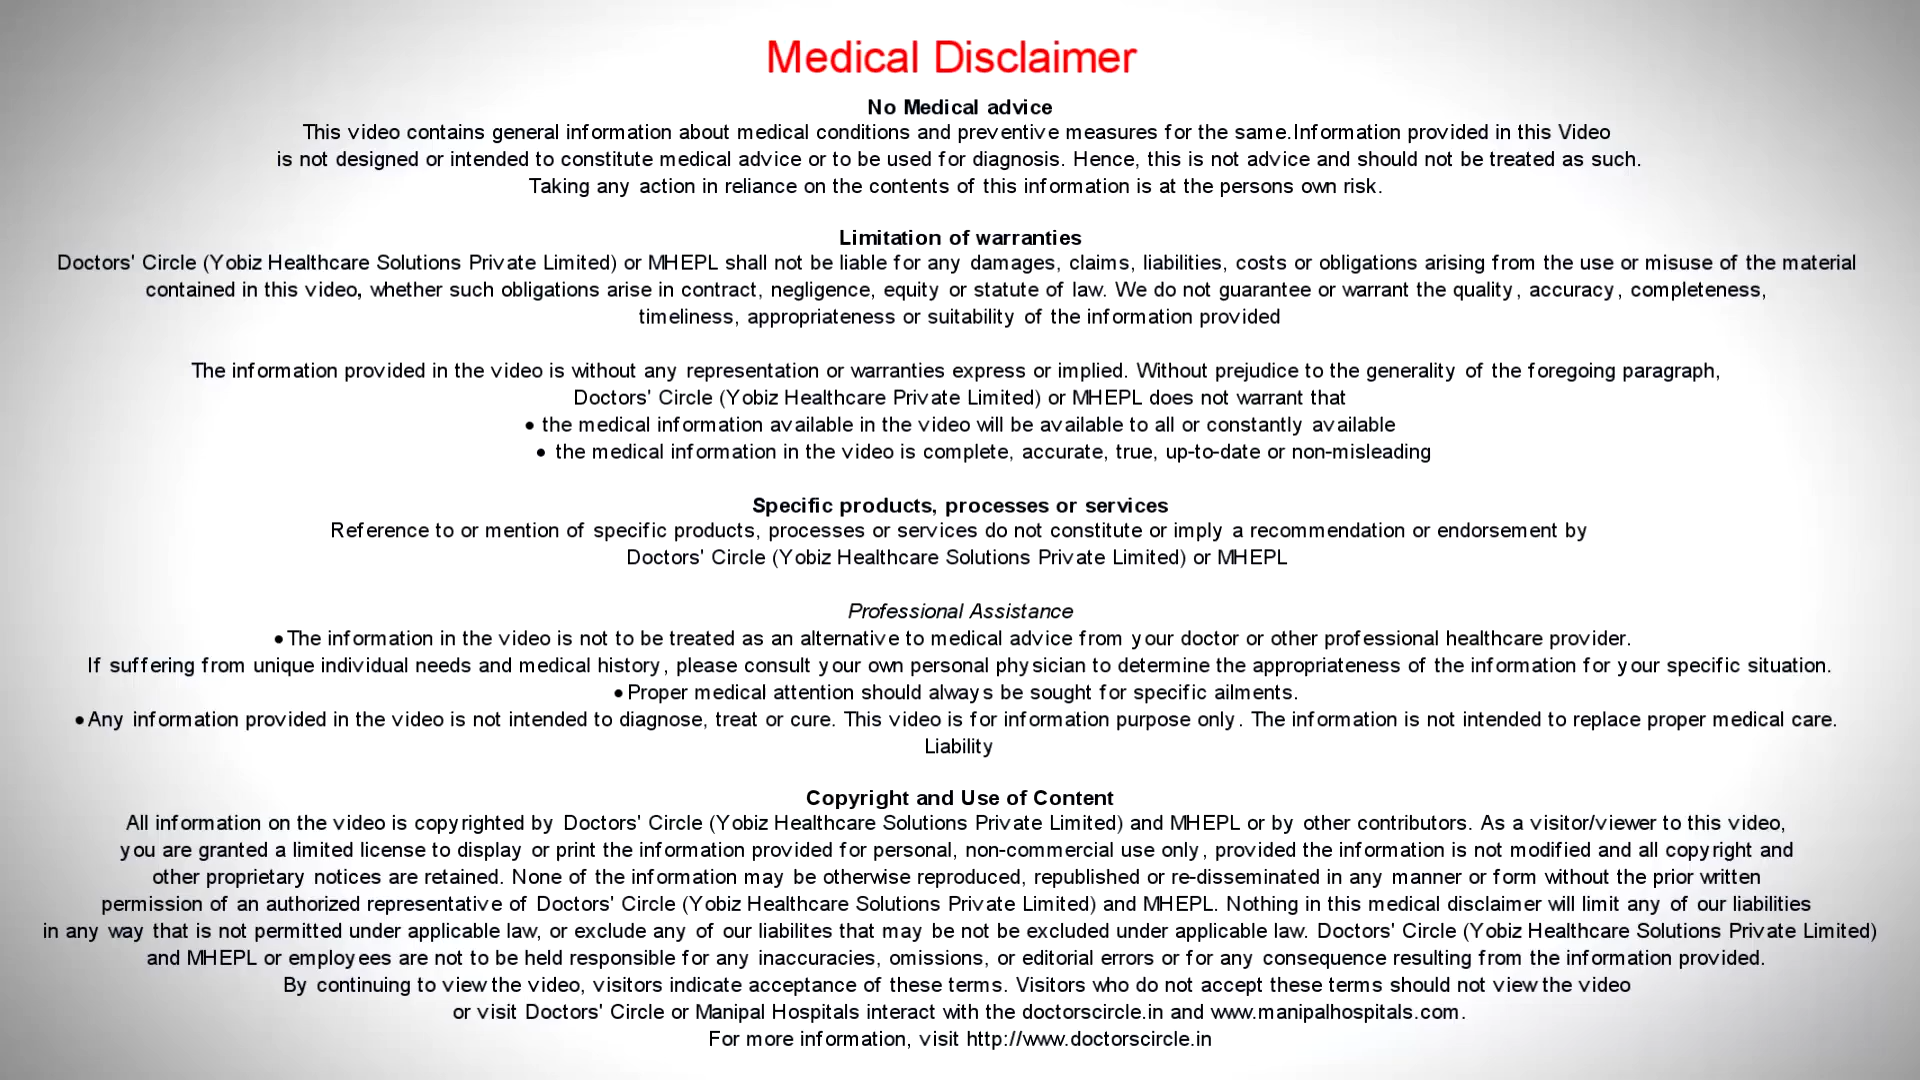 Medical Disclaimer
No Medical advice
This video contains general information about medical conditions and preventive measures for the same.Information provided in this Video
is not designed or intended to constitute medical advice or to be used for diagnosis. Hence, this is not advice and should not be treated as such.
Taking any action in reliance on the contents of this information is at the persons own risk.
Limitation of warranties
Doctors' Circle (Yobiz Healthcare Solutions Private Limited) or MHEPL shall not be liable for any damages, claims, liabilities, costs or obligations arising from the use or misuse of the material
contained in this video, whether such obligations arise in contract, negligence, equity or statute of law. We do not guarantee or warrant the quality, accuracy, completeness,
timeliness, appropriateness or suitability of the information provided
The information provided in the video is without any representation or warranties express or implied. Without prejudice to the generality of the foregoing paragraph,
Doctors' Circle (Yobiz Healthcare Private Limited) or MHEPL does not warrant that
• the medical information available in the video will be available to all or constantly available
• the medical information in the video is complete, accurate, true, up-to-date or non-misleading
Specific products, processes or services
Reference to or mention of specific products, processes or services do not constitute or imply a recommendation or endorsement by
Doctors' Circle (Yobiz Healthcare Solutions Private Limited) or MHEPL
Professional Assistance
•The information in the video is not to be treated as an alternative to medical advice from your doctor or other professional healthcare provider.
If suffering from unique individual needs and medical history, please consult your own personal physician to determine the appropriateness of the information for your specific situation.
•Proper medical attention should always be sought for specific ailments.
•Any information provided in the video is not intended to diagnose, treat or cure. This video is for information purpose only. The information is not intended to replace proper medical care.
Liability
Copyright and Use of Content
All information on the video is copyrighted by Doctors' Circle (Yobiz Healthcare Solutions Private Limited) and MHEPL or by other contributors. As a visitor/viewer to this video,
you are granted a limited license to display or print the information provided for personal, non-commercial use only, provided the information is not modified and all copyright and
other proprietary notices are retained. None of the information may be otherwise reproduced, republished or re-disseminated in any manner or form without the prior written
permission of an authorized representative of Doctors' Circle (Yobiz Healthcare Solutions Private Limited) and MHEPL. Nothing in this medical disclaimer will limit any of our liabilities
in any way that is not permitted under applicable law, or exclude any of our liabilites that may be not be excluded under applicable law. Doctors' Circle (Yobiz Healthcare Solutions Private Limited)
and MHEPL or employees are not to be held responsible for any inaccuracies, omissions, or editorial errors or for any consequence resulting from the information provided.
By continuing to view the video, visitors indicate acceptance of these terms. Visitors who do not accept these terms should not view the video
or visit Doctors' Circle or Manipal Hospitals interact with the doctorscircle.in and www.manipalhospitals.com.
For more information, visit http://www.doctorscircle.in